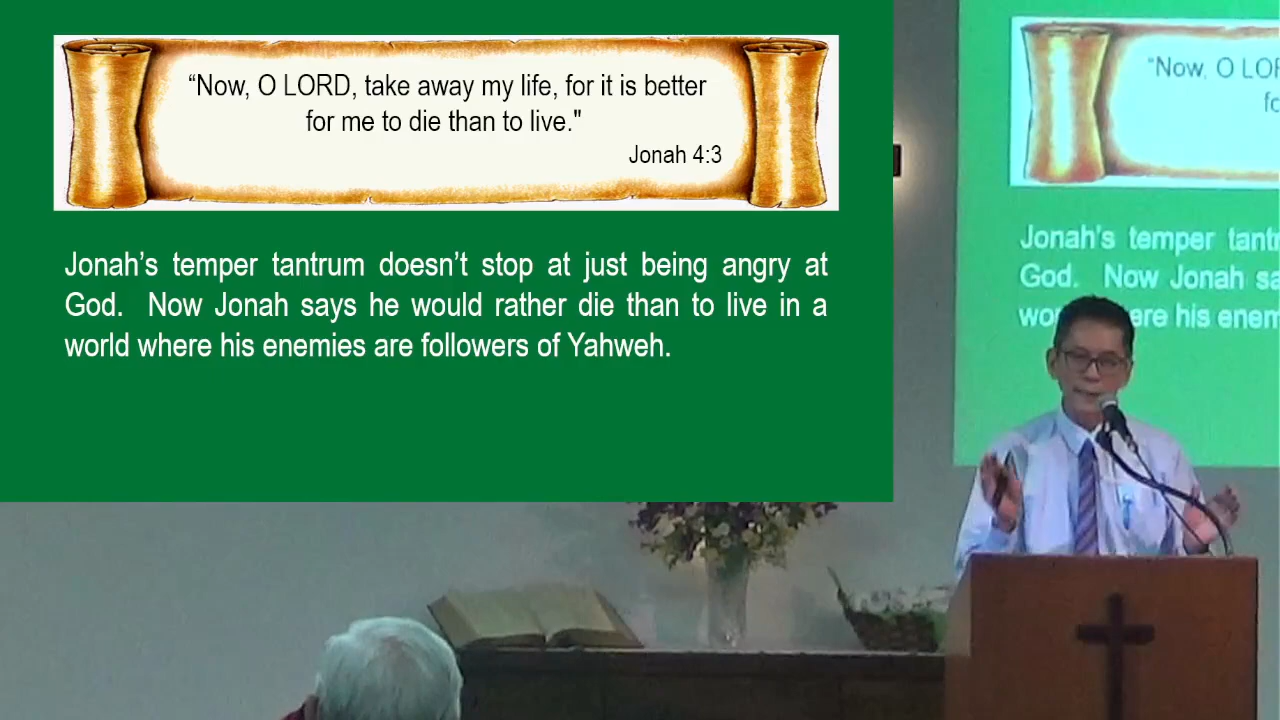 “Now, O LORD, take away my life, for it is better
for me to die than to live."
Jonah 4:3
Jonah’s temper tantrum doesn’t stop at just being angry at
God. Now Jonah says he would rather die than to live in a
world where his enemies are followers of Yahweh.
“Now, O LOR
fo
Jonah’s temper tantr
God. Now Jonah sa
wor ere his enem